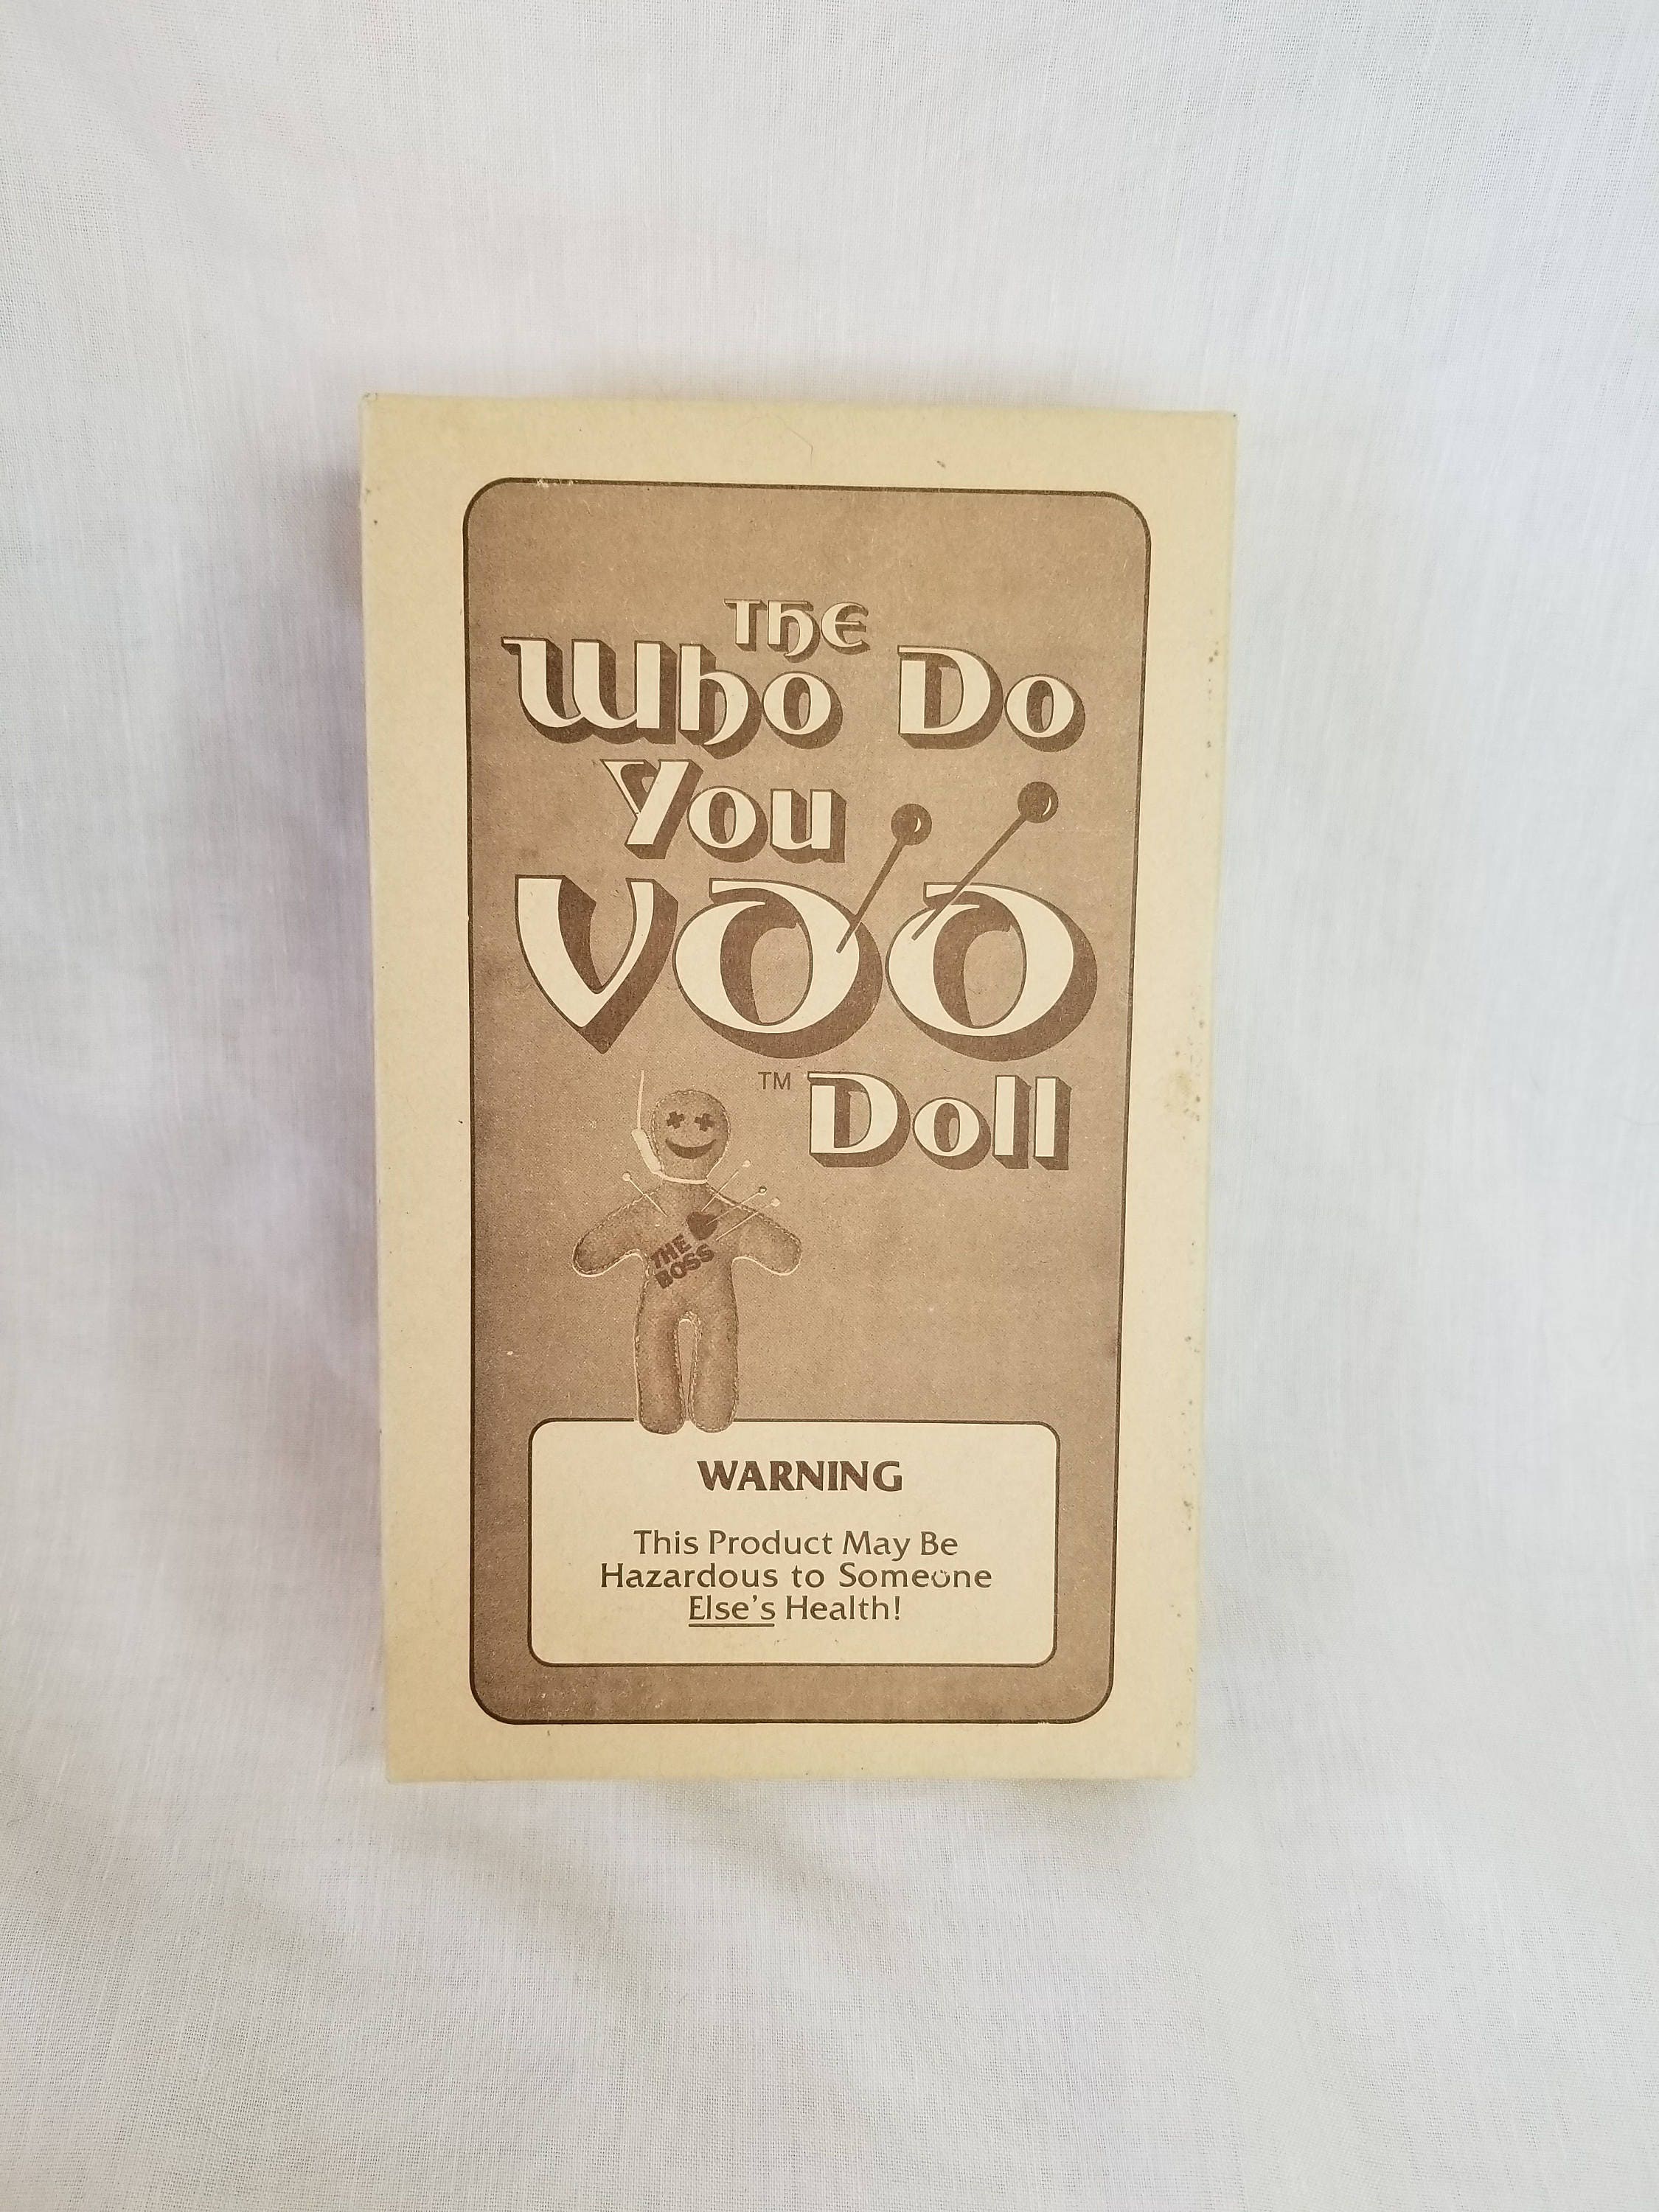 The
Who Do
You
VOO
™ Doll
THE
BOSS
WARNING
This Product May Be
Hazardous to Someone
Else's Health!